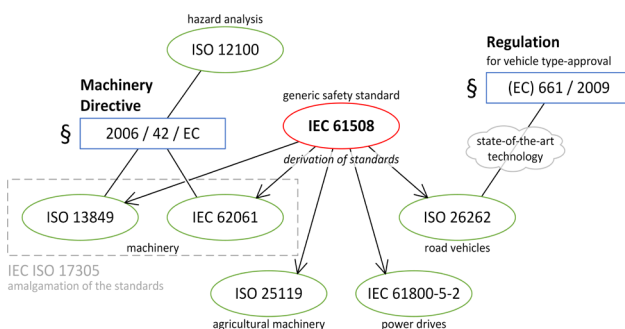 hazard analysis
ISO 12100
Regulation
for vehicle type-approval
§ (EC) 661 / 2009
Machinery
Directive
§ 2006 / 42 / EC
generic safety standard
IEC 61508
derivation of standards
state-of-the-art
technology
ISO 13849
IEC 62061
machinery
ISO 26262
road vehicles
IEC ISO 17305
amalgamation of the standards
ISO 25119
agricultural machinery
IEC 61800-5-2
power drives